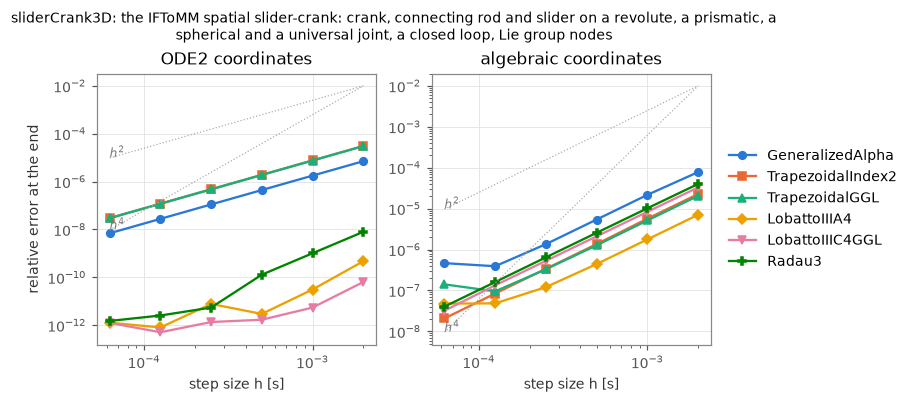 sliderCrank3D: the IFToMM spatial slider-crank: crank, connecting rod and slider on a revolute, a prismatic, a
spherical and a universal joint, a closed loop, Lie group nodes
ODE2 coordinates
relative error at the end
10⁻²
10⁻⁴
10⁻⁶
10⁻⁸
10⁻¹⁰
10⁻¹²
h²
h⁴
10⁻⁴
10⁻³
step size h [s]
algebraic coordinates
10⁻²
10⁻³
10⁻⁴
10⁻⁵
10⁻⁶
10⁻⁷
10⁻⁸
h²
h⁴
10⁻⁴
10⁻³
step size h [s]
GeneralizedAlpha
TrapezoidalIndex2
TrapezoidalGGL
LobattoIIIA4
LobattoIIIC4GGL
Radau3